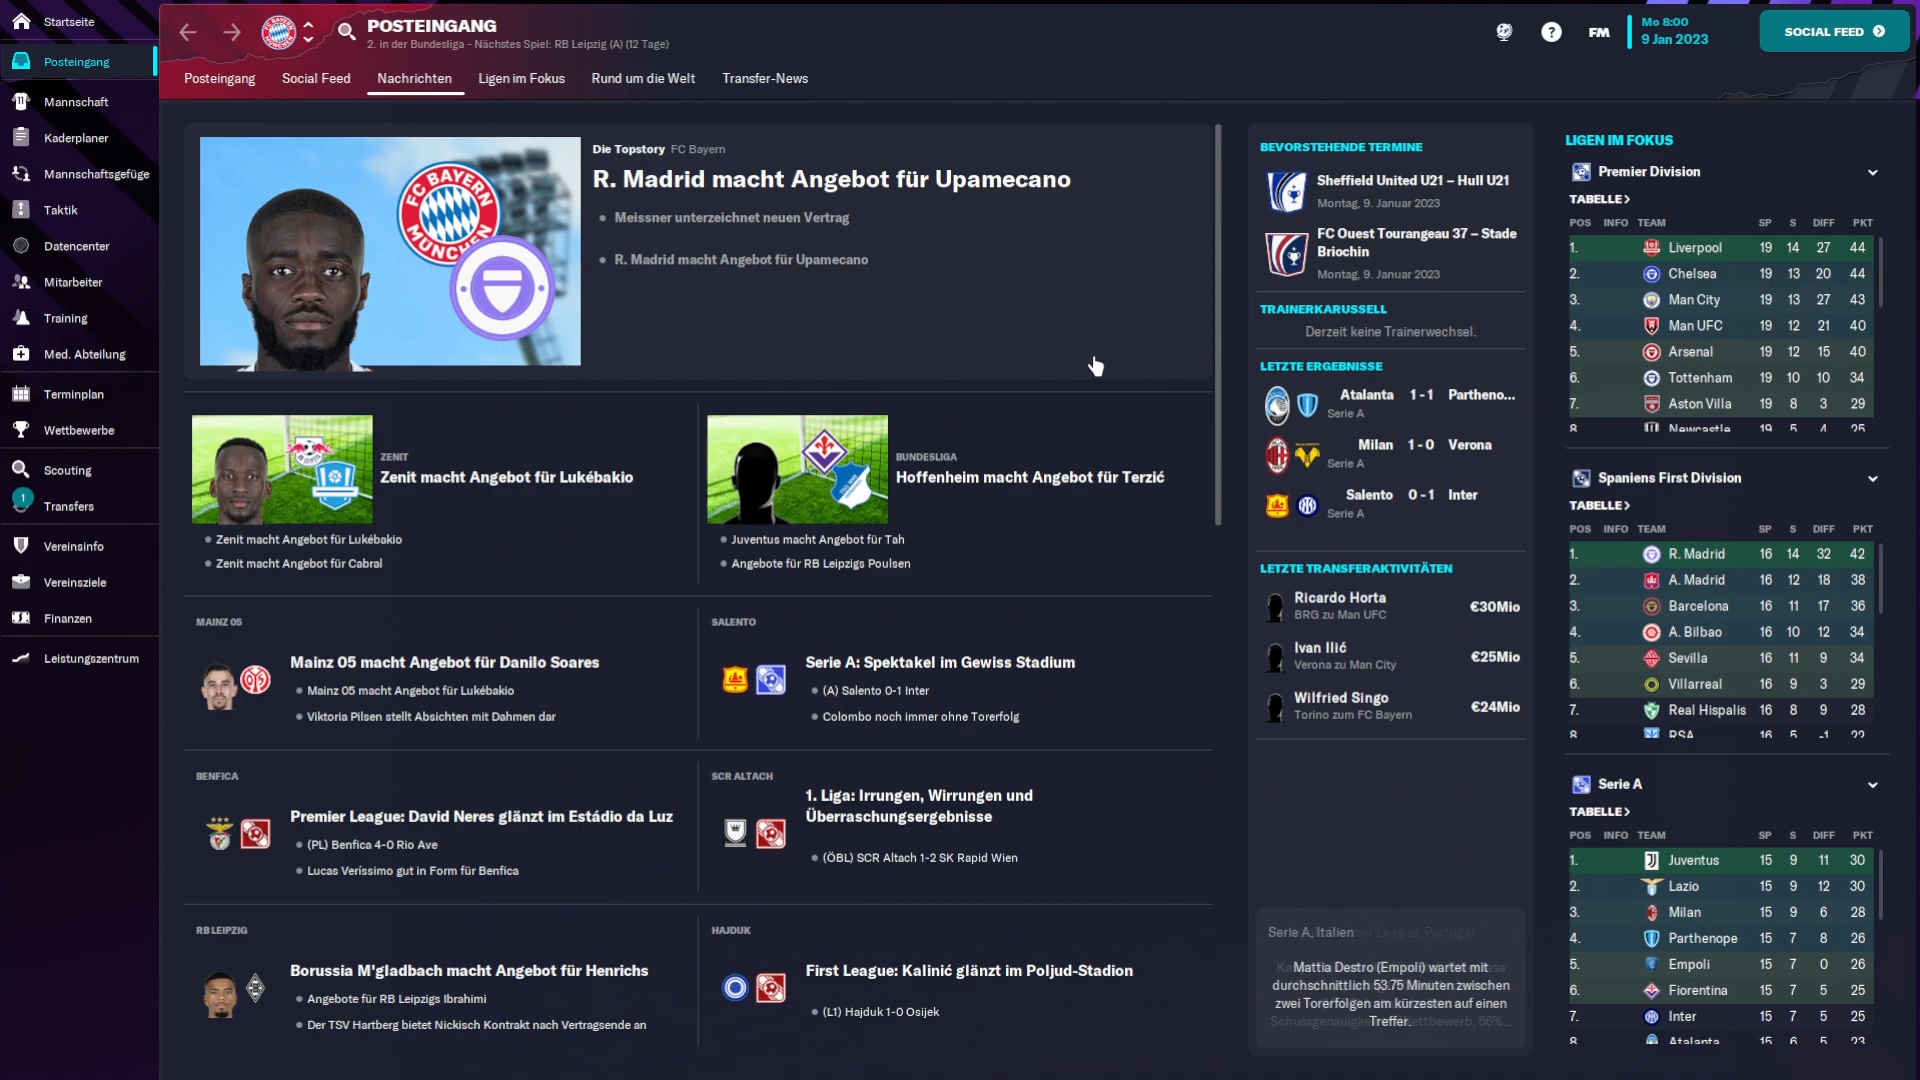 Startseite
Posteingang
Mannschaft
Kaderplaner
Mannschaftsgefüge
Taktik
Datencenter
Mitarbeiter
Training
Med. Abteilung
Terminplan
Wettbewerbe
Scouting
1
Transfers
Vereinsinfo
Vereinsziele
Finanzen
Leistungszentrum
POSTEINGANG
2. in der Bundesliga - Nächstes Spiel: RB Leipzig (A) (12 Tage)
FM
Mo 8:00
9 Jan 2023
SOCIAL FEED
Posteingang Social Feed Nachrichten Ligen im Fokus Rund um die Welt Transfer-News
FC BAYERN
MÜNCHEN
Die Topstory FC Bayern
R. Madrid macht Angebot für Upamecano
Meissner unterzeichnet neuen Vertrag
R. Madrid macht Angebot für Upamecano
ZENIT
Zenit macht Angebot für Lukébakio
Zenit macht Angebot für Lukébakio
Zenit macht Angebot für Cabral
BUNDESLIGA
Hoffenheim macht Angebot für Terzić
Juventus macht Angebot für Tah
Angebote für RB Leipzigs Poulsen
MAINZ 05
Mainz 05 macht Angebot für Danilo Soares
Mainz 05 macht Angebot für Lukébakio
Viktoria Pilsen stellt Absichten mit Dahmen dar
SALENTO
Serie A: Spektakel im Gewiss Stadium
(A) Salento 0-1 Inter
Colombo noch immer ohne Torerfolg
BENFICA
Premier League: David Neres glänzt im Estádio da Luz
(PL) Benfica 4-0 Rio Ave
Lucas Veríssimo gut in Form für Benfica
SCR ALTACH
1. Liga: Irrungen, Wirrungen und
Überraschungsergebnisse
(ÖBL) SCR Altach 1-2 SK Rapid Wien
RB LEIPZIG
Borussia M'gladbach macht Angebot für Henrichs
Angebote für RB Leipzigs Ibrahimi
Der TSV Hartberg bietet Nickisch Kontrakt nach Vertragsende an
HAJDUK
First League: Kalinić glänzt im Poljud-Stadion
(L1) Hajduk 1-0 Osijek
BEVORSTEHENDE TERMINE
Sheffield United U21 – Hull U21
Montag, 9. Januar 2023
FC Ouest Tourangeau 37 – Stade
Briochin
Montag, 9. Januar 2023
TRAINERKARUSSELL
Derzeit keine Trainerwechsel.
LETZTE ERGEBNISSE
Atalanta 1 - 1 Partheno...
Serie A
Milan 1 - 0 Verona
Serie A
Salento 0 - 1 Inter
Serie A
LETZTE TRANSFERAKTIVITÄTEN
Ricardo Horta
BRG zu Man UFC
€30Mio
Ivan Ilić
Verona zu Man City
€25Mio
Wilfried Singo
Torino zum FC Bayern
€24Mio
Serie A, Italien
Mattia Destro (Empoli) wartet mit
durchschnittlich 53.75 Minuten zwischen
zwei Torerfolgen am kürzesten auf einen
Treffer.
LIGEN IM FOKUS
Premier Division
TABELLE
POS INFO TEAM SP S DIFF PKT
1. Liverpool 19 14 27 44
2. Chelsea 19 13 20 44
3. Man City 19 13 27 43
4. Man UFC 19 12 21 40
5. Arsenal 19 12 15 40
6. Tottenham 19 10 10 34
7. Aston Villa 19 8 3 29
8. Newcastle 19 5 4 25
Spaniens First Division
TABELLE
POS INFO TEAM SP S DIFF PKT
1. R. Madrid 16 14 32 42
2. A. Madrid 16 12 18 38
3. Barcelona 16 11 17 36
4. A. Bilbao 16 10 12 34
5. Sevilla 16 11 9 34
6. Villarreal 16 9 3 29
7. Real Hispalis 16 8 9 28
8. RSA 16 5 -1 22
Serie A
TABELLE
POS INFO TEAM SP S DIFF PKT
1. Juventus 15 9 11 30
2. Lazio 15 9 12 30
3. Milan 15 9 6 28
4. Parthenope 15 7 8 26
5. Empoli 15 7 0 26
6. Fiorentina 15 7 5 25
7. Inter 15 7 5 25
8. Atalanta 15 6 5 23